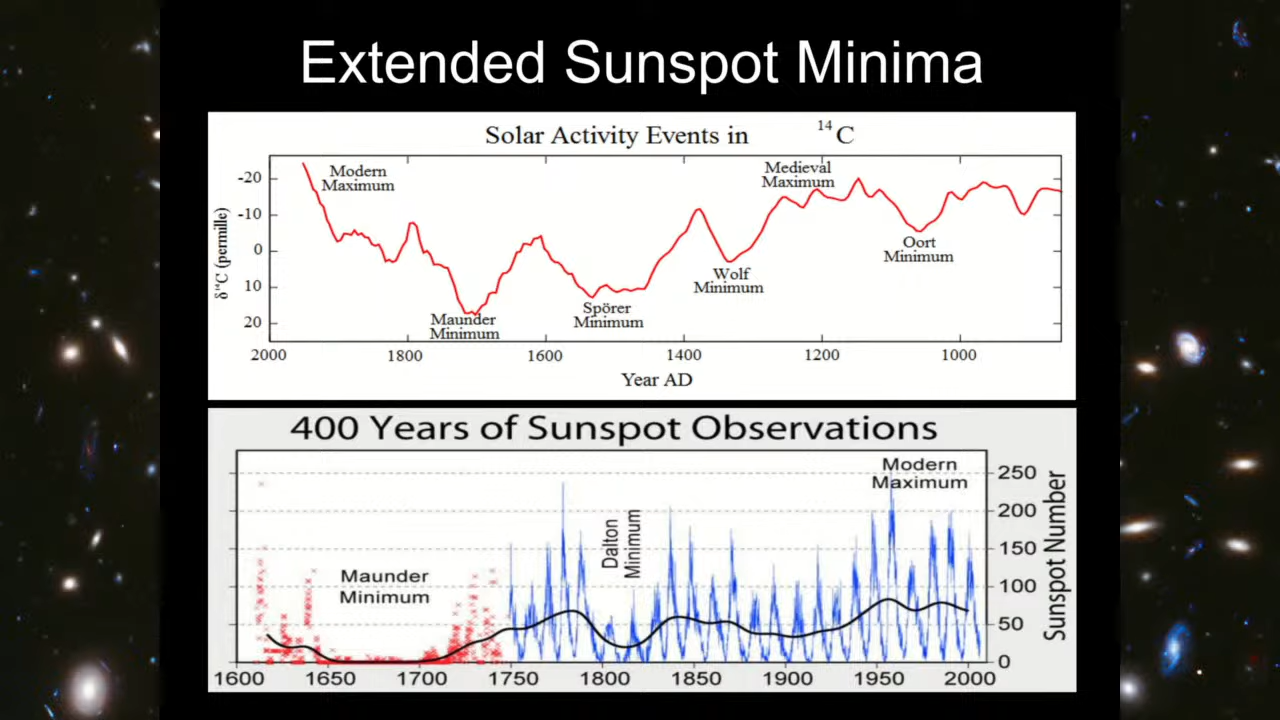 Extended Sunspot Minima
Solar Activity Events in ¹⁴C
Modern
Maximum
Medieval
Maximum
Oort
Minimum
Wolf
Minimum
Spörer
Minimum
Maunder
Minimum
δ¹⁴C (permille)
-20
-10
0
10
20
2000
1800
1600
1400
1200
1000
Year AD
400 Years of Sunspot Observations
Modern
Maximum
Dalton
Minimum
Maunder
Minimum
250
200
150
100
50
0
Sunspot Number
1600
1650
1700
1750
1800
1850
1900
1950
2000